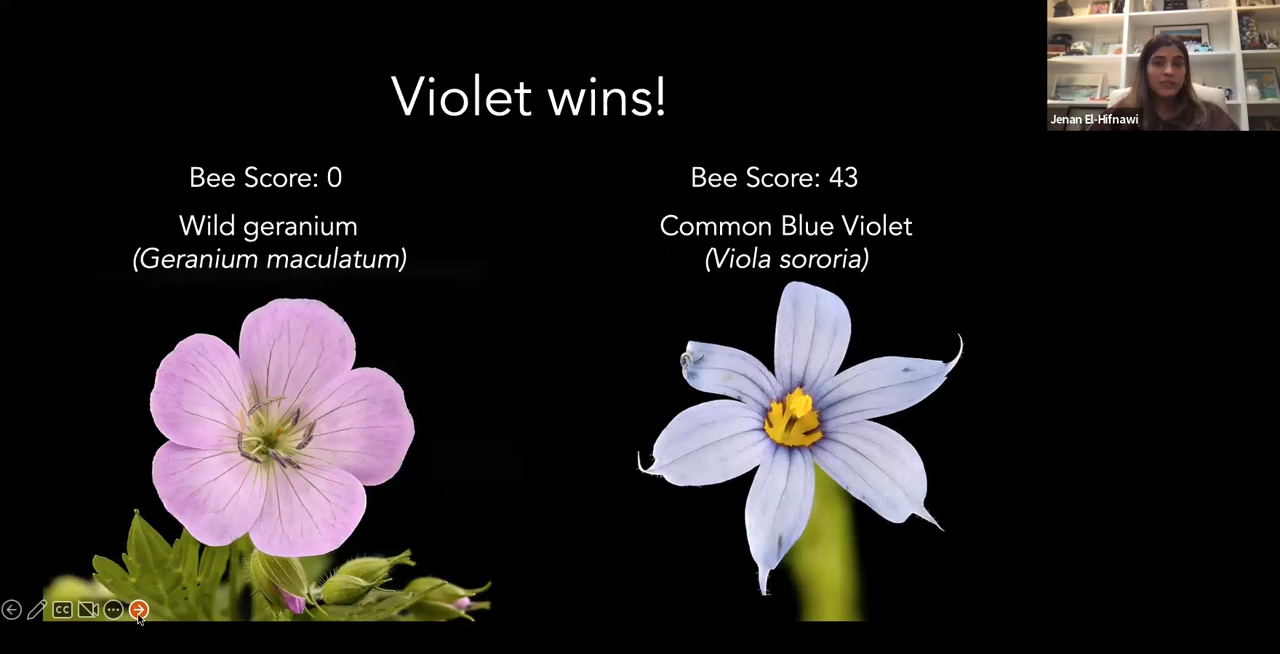 Violet wins!
Jenan El-Hifnawi
Bee Score: 0
Wild geranium
(Geranium maculatum)
Bee Score: 43
Common Blue Violet
(Viola sororia)
CC